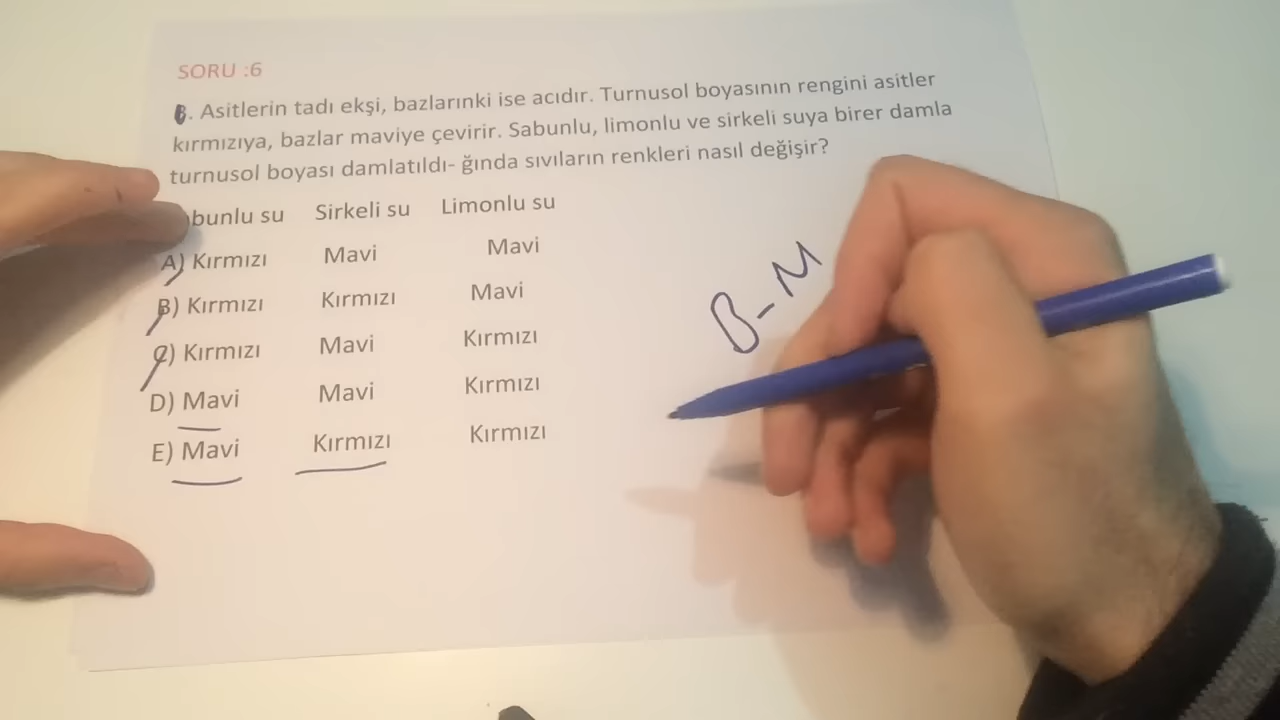 SORU :6
6. Asitlerin tadı ekşi, bazlarınki ise acıdır. Turnusol boyasının rengini asitler
kırmızıya, bazlar maviye çevirir. Sabunlu, limonlu ve sirkeli suya birer damla
turnusol boyası damlatıldı- ğında sıvıların renkleri nasıl değişir?
abunlu su Sirkeli su Limonlu su
A) Kırmızı Mavi Mavi
B) Kırmızı Kırmızı Mavi
C) Kırmızı Mavi Kırmızı
D) Mavi Mavi Kırmızı
E) Mavi Kırmızı Kırmızı
B-M